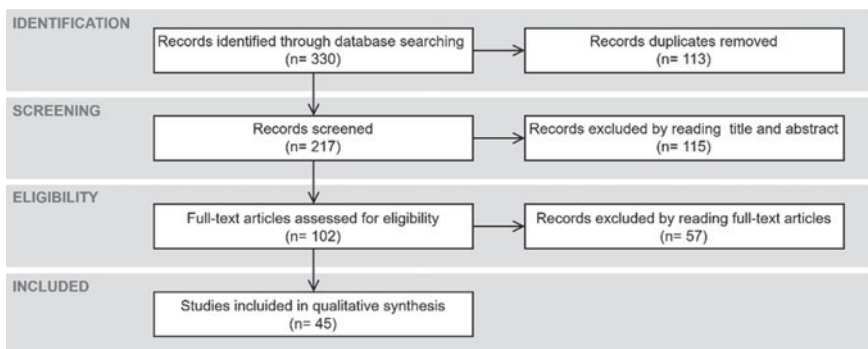 IDENTIFICATION
Records identified through database searching
(n= 330)
Records duplicates removed
(n= 113)
SCREENING
Records screened
(n= 217)
Records excluded by reading title and abstract
(n= 115)
ELIGIBILITY
Full-text articles assessed for eligibility
(n= 102)
Records excluded by reading full-text articles
(n= 57)
INCLUDED
Studies incluided in qualitative synthesis
(n= 45)